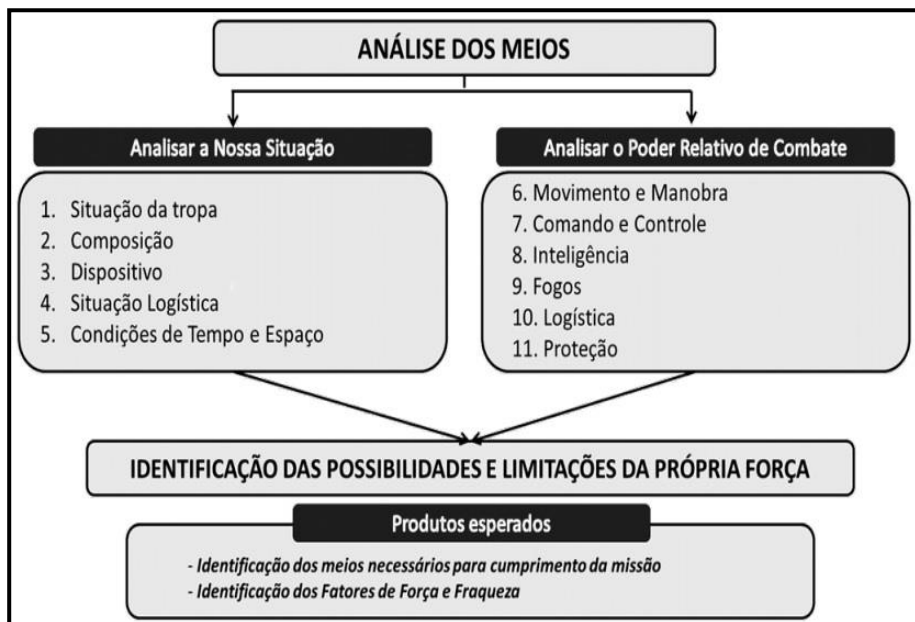 ANÁLISE DOS MEIOS
Analisar a Nossa Situação
1. Situação da tropa
2. Composição
3. Dispositivo
4. Situação Logística
5. Condições de Tempo e Espaço
Analisar o Poder Relativo de Combate
6. Movimento e Manobra
7. Comando e Controle
8. Inteligência
9. Fogos
10. Logística
11. Proteção
IDENTIFICAÇÃO DAS POSSIBILIDADES E LIMITAÇÕES DA PRÓPRIA FORÇA
Produtos esperados
- Identificação dos meios necessários para cumprimento da missão
- Identificação dos Fatores de Força e Fraqueza